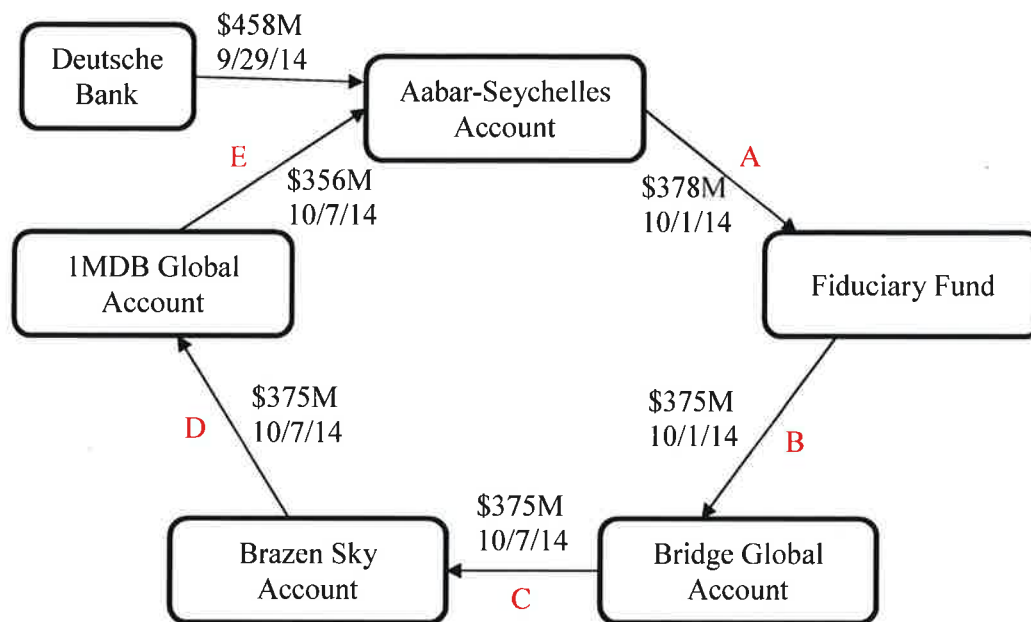 $458M
9/29/14
Deutsche
Bank
Aabar-Seychelles
Account
E
A
$356M
10/7/14
$378M
10/1/14
1MDB Global
Account
Fiduciary Fund
$375M
10/7/14
D
$375M
10/1/14
B
$375M
10/7/14
Brazen Sky
Account
C
Bridge Global
Account